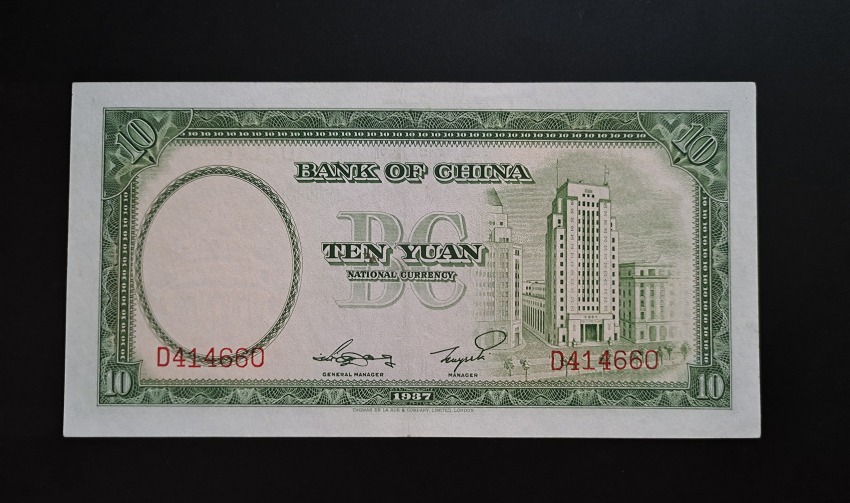 10 10
BANK OF CHINA
BC
TEN YUAN
NATIONAL CURRENCY
D414660 D414660
GENERAL MANAGER MANAGER
10 10
1937
THOMAS DE LA RUE & COMPANY, LIMITED, LONDON